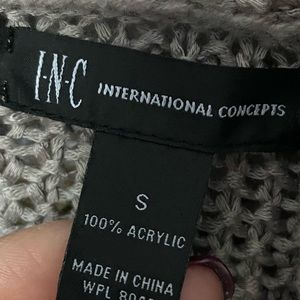 I·N·C INTERNATIONAL CONCEPTS
S
100% ACRYLIC
MADE IN CHINA
WPL